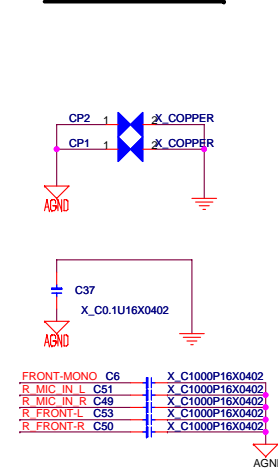 CP2 1 2 X_COPPER
CP1 1 2 X_COPPER
AGND
C37
X_C0.1U16X0402
AGND
FRONT-MONO C6 X_C1000P16X0402
R_MIC_IN_L C51 X_C1000P16X0402
R_MIC_IN_R C49 X_C1000P16X0402
R_FRONT-L C53 X_C1000P16X0402
R_FRONT-R C50 X_C1000P16X0402
AGND